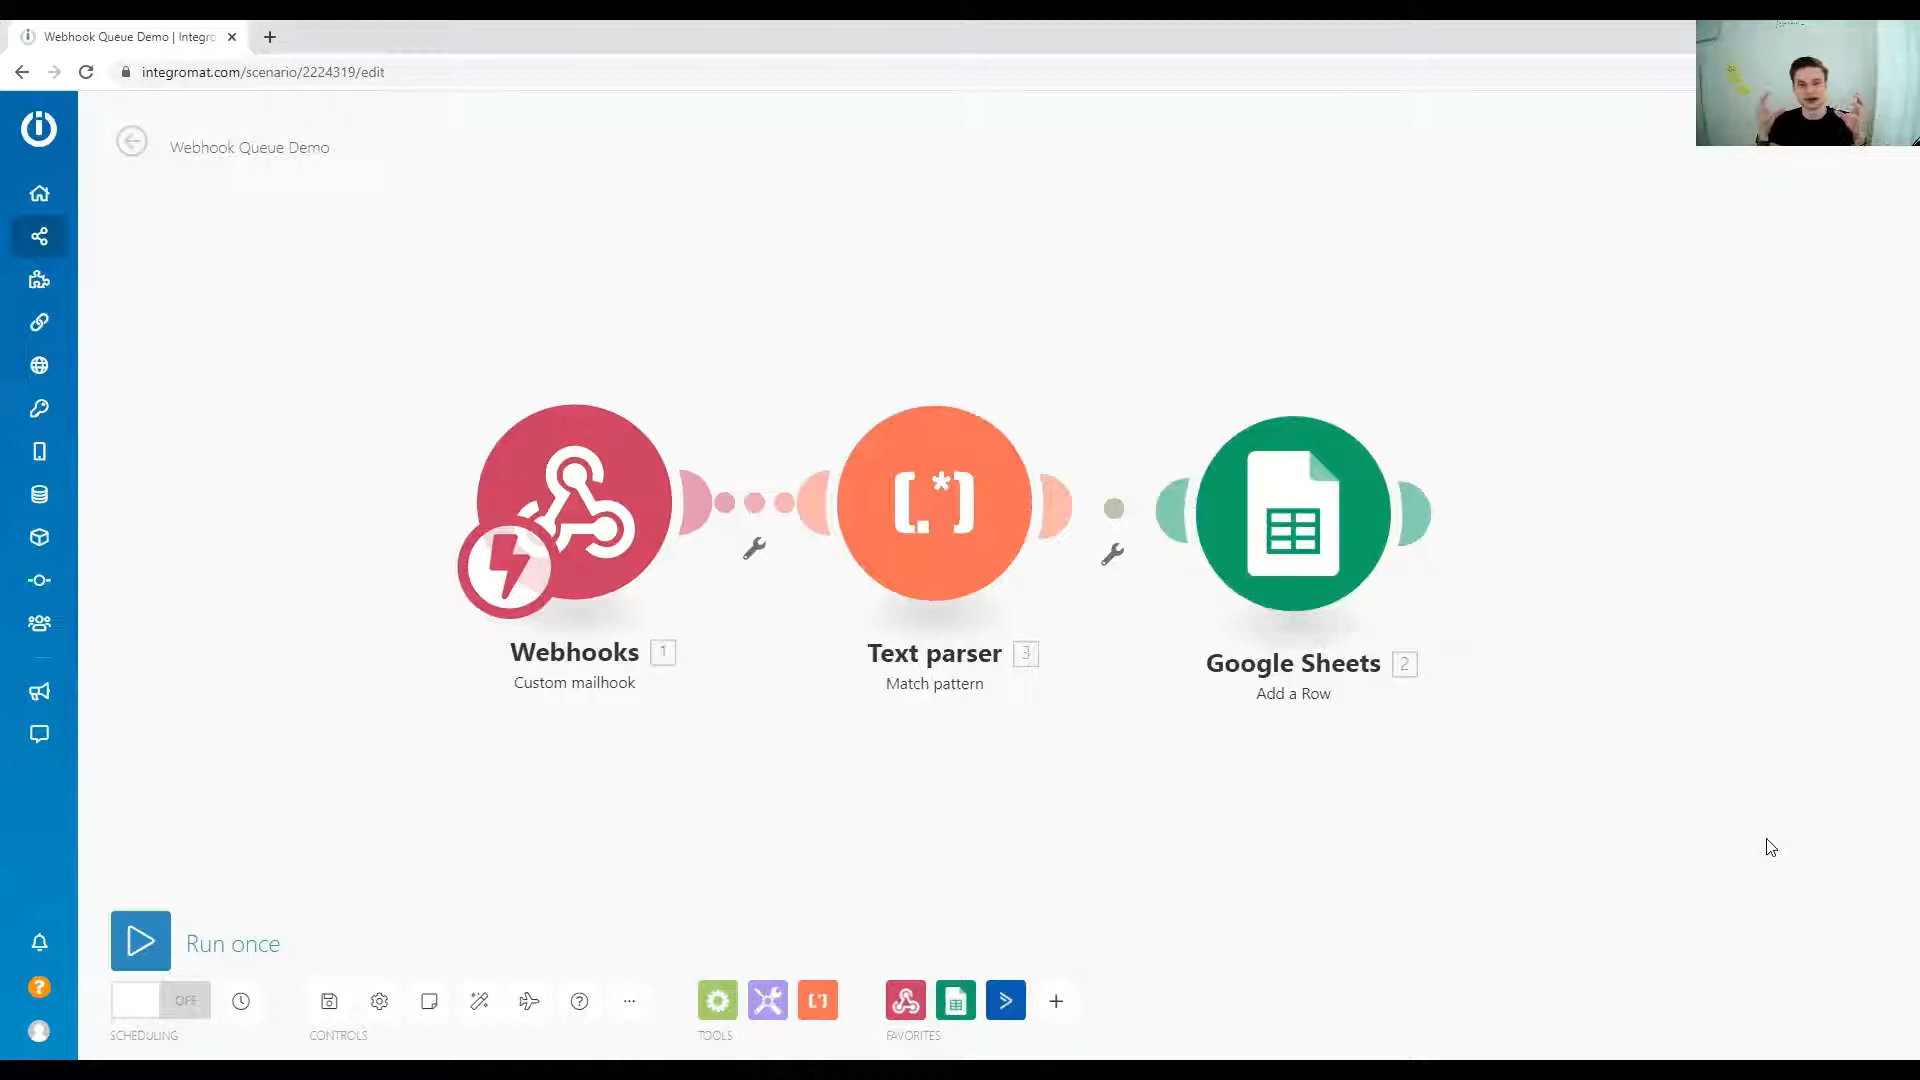 Webhook Queue Demo | Integro
integromat.com/scenario/2224319/edit
Webhook Queue Demo
[.*]
Webhooks 1
Custom mailhook
Text parser 3
Match pattern
Google Sheets 2
Add a Row
Run once
OFF
SCHEDULING
CONTROLS
TOOLS
FAVORITES